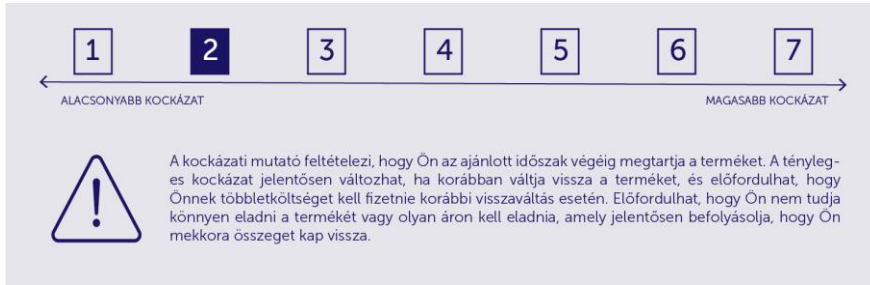 1 2 3 4 5 6 7
ALACSONYABB KOCKÁZAT MAGASABB KOCKÁZAT
A kockázati mutató feltételezi, hogy Ön az ajánlott időszak végéig megtartja a terméket. A tényleg-
es kockázat jelentősen változhat, ha korábban váltja vissza a terméket, és előfordulhat, hogy
Önnek többletköltséget kell fizetnie korábbi visszaváltás esetén. Előfordulhat, hogy Ön nem tudja
könnyen eladni a termékét vagy olyan áron kell eladnia, amely jelentősen befolyásolja, hogy Ön
mekkora összeget kap vissza.